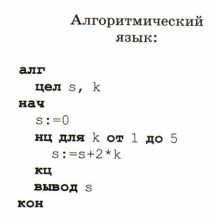 Алгоритмический
язык:
алг
цел s, k
нач
s:=0
нц для k от 1 до 5
s:=s+2*k
кц
вывод s
кон